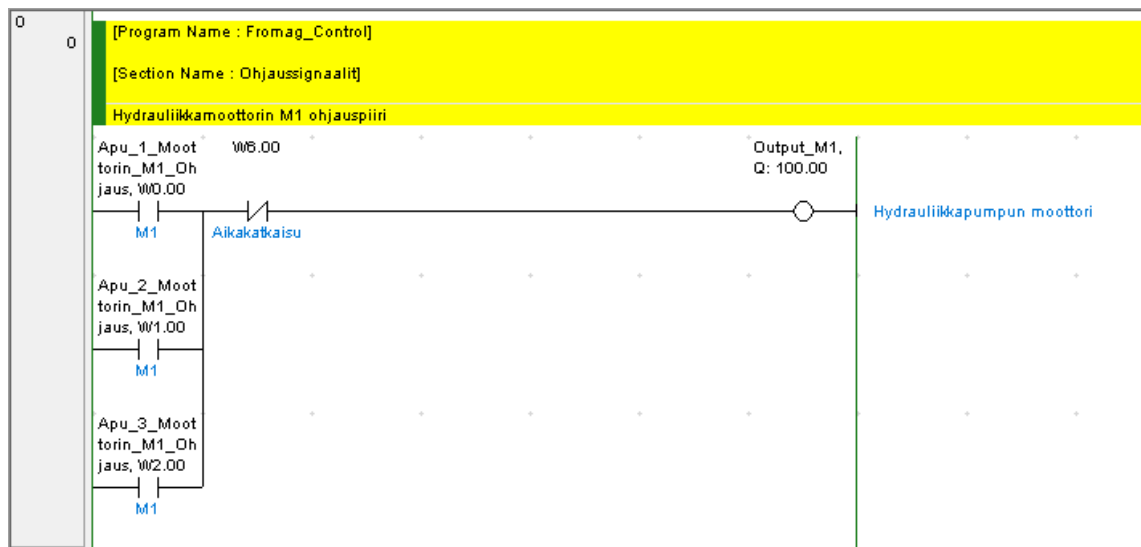 0
0
[Program Name : Fromag_Control]
[Section Name : Ohjaussignaalit]
Hydrauliikkamoottorin M1 ohjauspiiri
Apu_1_Moot
torin_M1_Oh
jaus, W0.00
M1
W6.00
Aikakatkaisu
Output_M1,
Q: 100.00
Hydrauliikkapumpun moottori
Apu_2_Moot
torin_M1_Oh
jaus, W1.00
M1
Apu_3_Moot
torin_M1_Oh
jaus, W2.00
M1